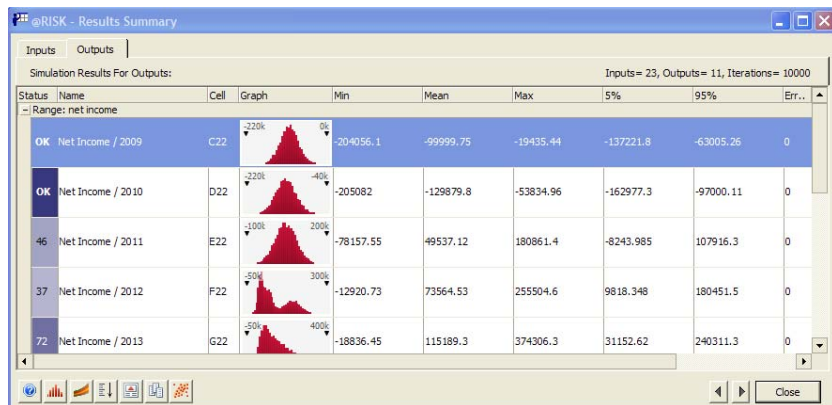 @RISK - Results Summary
Inputs Outputs
Simulation Results For Outputs: Inputs= 23, Outputs= 11, Iterations= 10000
Status Name Cell Graph Min Mean Max 5% 95% Err..
Range: net income
-220k 0k
OK Net Income / 2009 C22 -204056.1 -99999.75 -19435.44 -137221.8 -63005.26 0
-220k -40k
OK Net Income / 2010 D22 -205082 -129879.8 -53834.96 -162977.3 -97000.11 0
-100k 200k
46 Net Income / 2011 E22 -78157.55 49537.12 180861.4 -8243.985 107916.3 0
-50k 300k
37 Net Income / 2012 F22 -12920.73 73564.53 255504.6 9818.348 180451.5 0
-50k 400k
72 Net Income / 2013 G22 -18836.45 115189.3 374306.3 31152.62 240311.3 0
Close